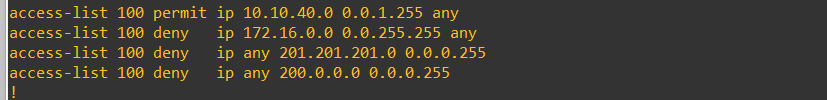 access-list 100 permit ip 10.10.40.0 0.0.1.255 any
access-list 100 deny   ip 172.16.0.0 0.0.255.255 any
access-list 100 deny   ip any 201.201.201.0 0.0.0.255
access-list 100 deny   ip any 200.0.0.0 0.0.0.255
!